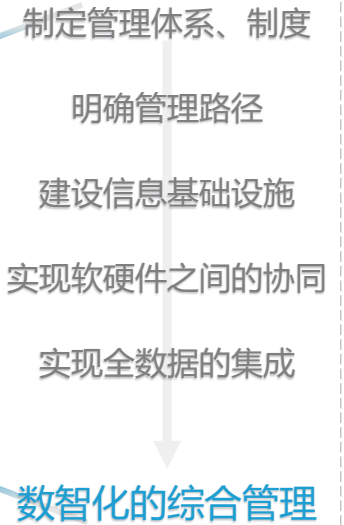 制定管理体系、制度
明确管理路径
建设信息基础设施
实现软硬件之间的协同
实现全数据的集成
数智化的综合管理